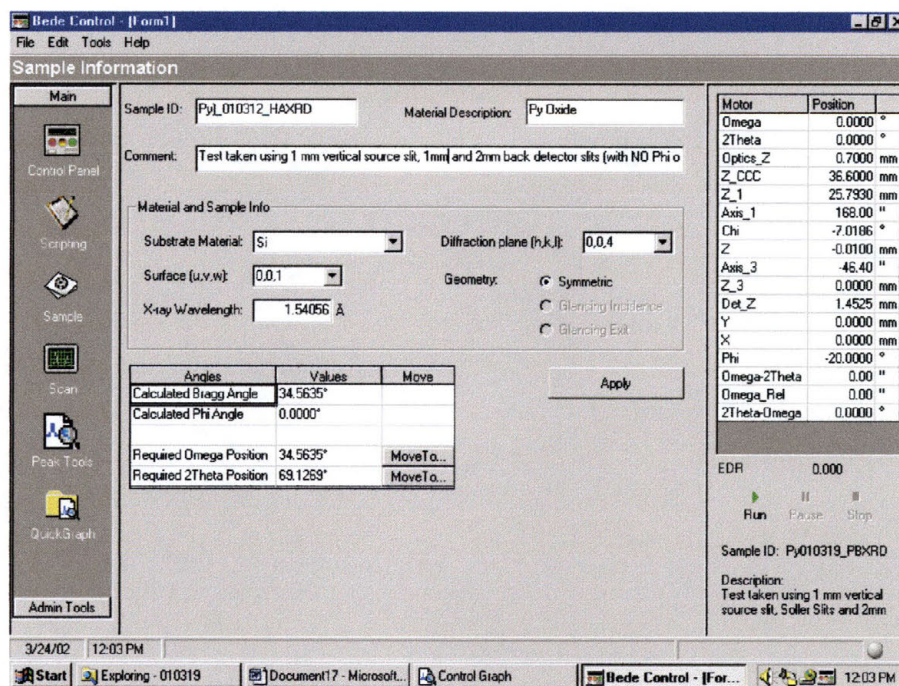 Bede Control - [Form1]
File Edit Tools Help
Sample Information
Main
Control Panel
Scripting
Sample
Scan
Peak Tools
QuickGraph
Admin Tools
Sample ID: Py|_010312_HAXRD Material Description: Py Oxide
Comment: Test taken using 1 mm vertical source slit, 1mm and 2mm back detector slits (with NO Phi o
Material and Sample Info
Substrate Material: Si Diffraction plane (h,k,l): 0,0,4
Surface (u,v,w): 0,0,1 Geometry: Symmetric
X-ray Wavelength: 1.54056 Å Glancing Incidence
Glancing Exit
Angles Values Move
Calculated Bragg Angle 34.5635°
Calculated Phi Angle 0.0000°
Required Omega Position 34.5635° MoveTo...
Required 2Theta Position 69.1269° MoveTo...
Apply
Motor Position
Omega 0.0000 °
2Theta 0.0000 °
Optics_Z 0.7000 mm
Z_CCC 36.6000 mm
Z_1 25.7930 mm
Axis_1 168.00 "
Chi -7.0186 °
Z -0.0100 mm
Axis_3 -46.40 "
Z_3 0.0000 mm
Det_Z 1.4525 mm
Y 0.0000 mm
X 0.0000 mm
Phi -20.0000 °
Omega-2Theta 0.00 "
Omega_Rel 0.00 "
2Theta-Omega 0.0000 °
EDR 0.000
Run Pause Stop
Sample ID: Py010319_PBXRD
Description:
Test taken using 1 mm vertical
source slit, Soller Slits and 2mm
3/24/02 12:03 PM
Start Exploring - 010319 Document17 - Microsoft... Control Graph Bede Control - [For... 12:03 PM